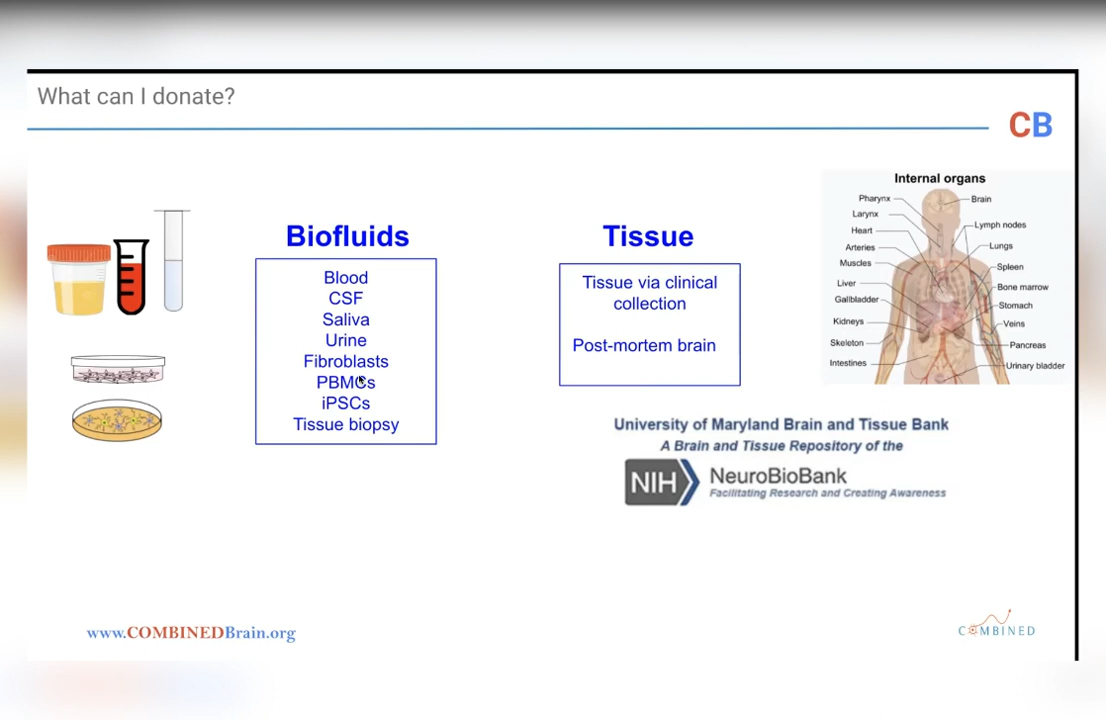 What can I donate?
CB
Biofluids
Blood
CSF
Saliva
Urine
Fibroblasts
PBMCs
iPSCs
Tissue biopsy
Tissue
Tissue via clinical
collection
Post-mortem brain
Internal organs
Pharynx
Larynx
Heart
Arteries
Muscles
Liver
Gallbladder
Kidneys
Skeleton
Intestines
Brain
Lymph nodes
Lungs
Spleen
Bone marrow
Stomach
Veins
Pancreas
Urinary bladder
University of Maryland Brain and Tissue Bank
A Brain and Tissue Repository of the
NIH NeuroBioBank
Facilitating Research and Creating Awareness
www.COMBINEDBrain.org
COMBINED